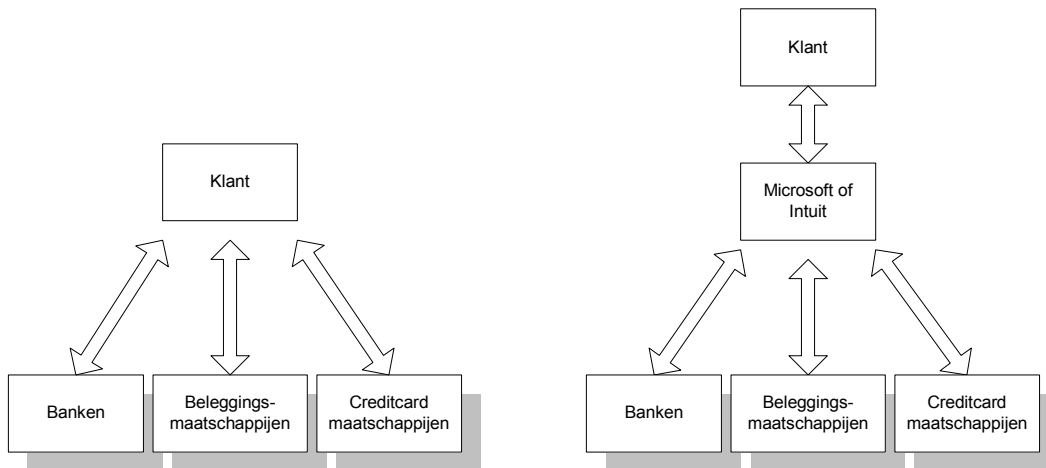 Klant
Banken
Beleggings-
maatschappijen
Creditcard
maatschappijen
Klant
Microsoft of
Intuit
Banken
Beleggings-
maatschappijen
Creditcard
maatschappijen